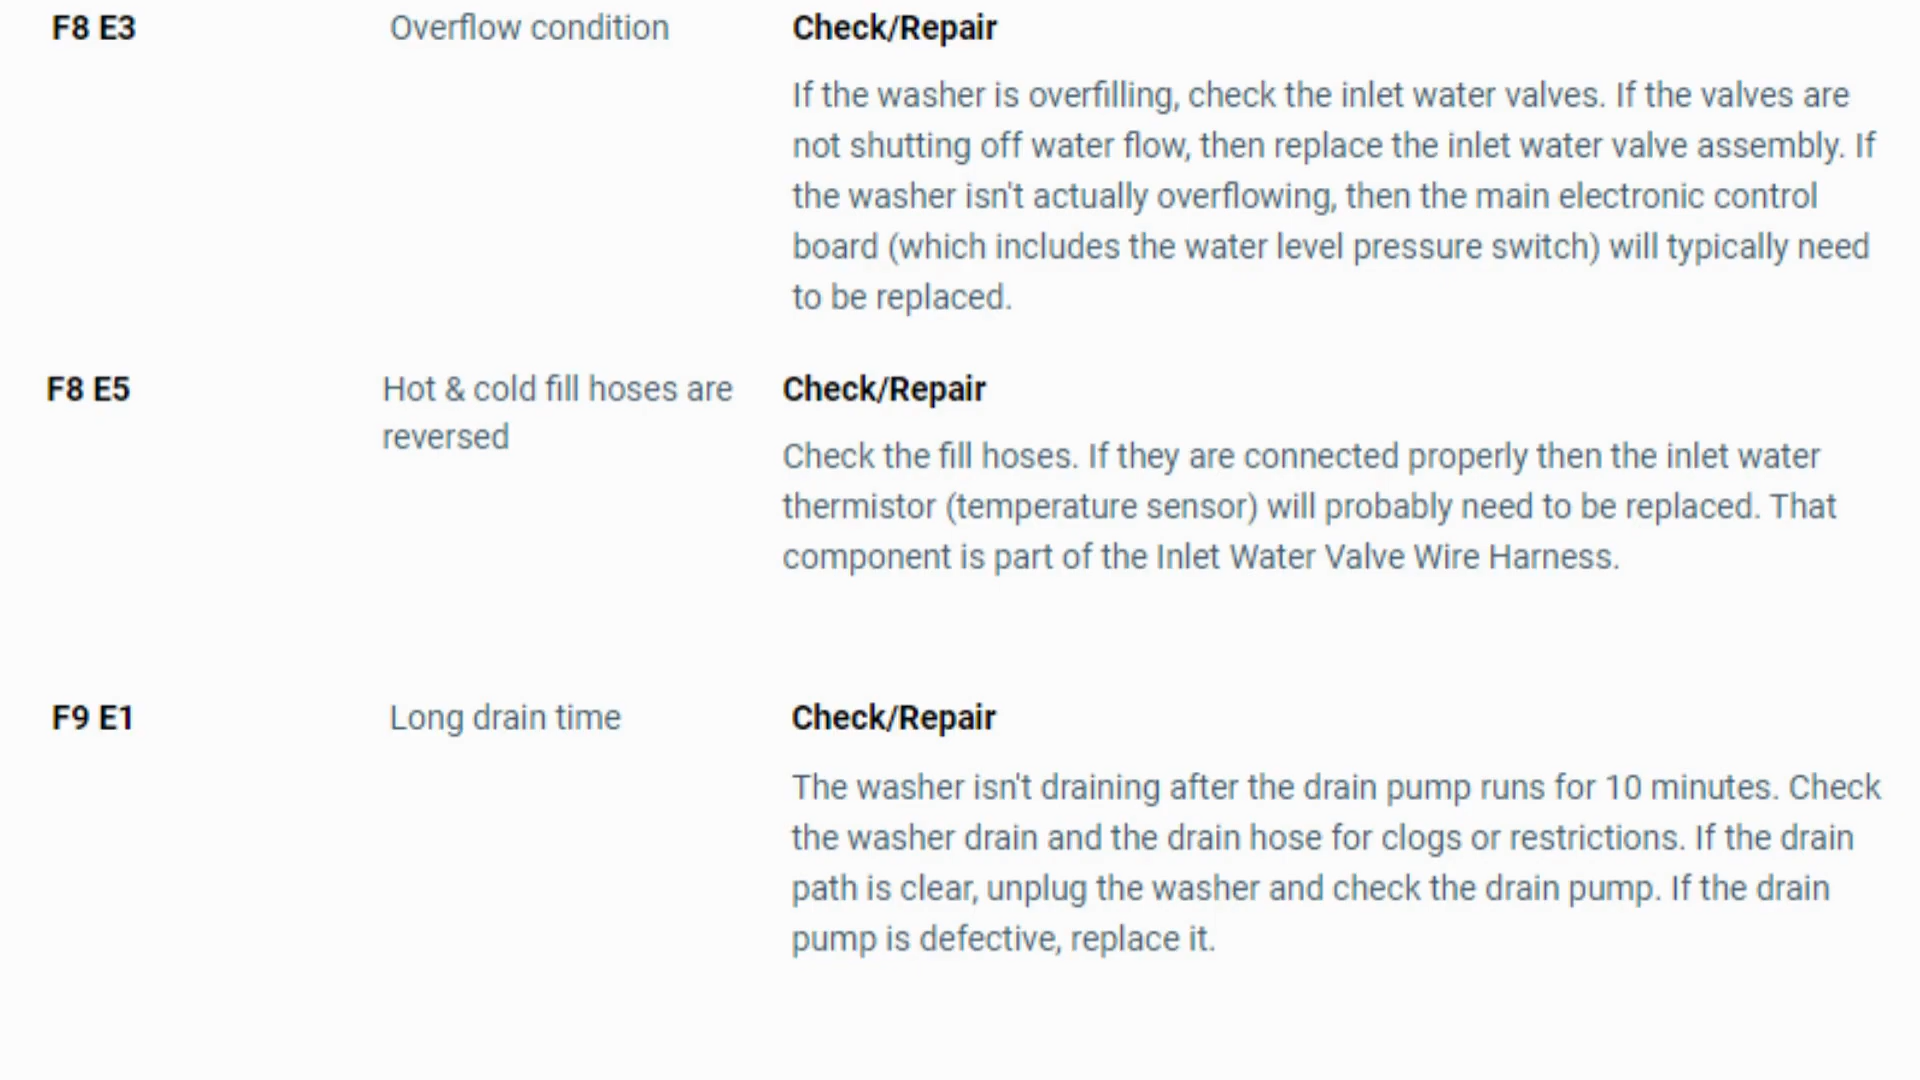 F8 E3
Overflow condition
Check/Repair
If the washer is overfilling, check the inlet water valves. If the valves are
not shutting off water flow, then replace the inlet water valve assembly. If
the washer isn't actually overflowing, then the main electronic control
board (which includes the water level pressure switch) will typically need
to be replaced.
F8 E5
Hot & cold fill hoses are
reversed
Check/Repair
Check the fill hoses. If they are connected properly then the inlet water
thermistor (temperature sensor) will probably need to be replaced. That
component is part of the Inlet Water Valve Wire Harness.
F9 E1
Long drain time
Check/Repair
The washer isn't draining after the drain pump runs for 10 minutes. Check
the washer drain and the drain hose for clogs or restrictions. If the drain
path is clear, unplug the washer and check the drain pump. If the drain
pump is defective, replace it.